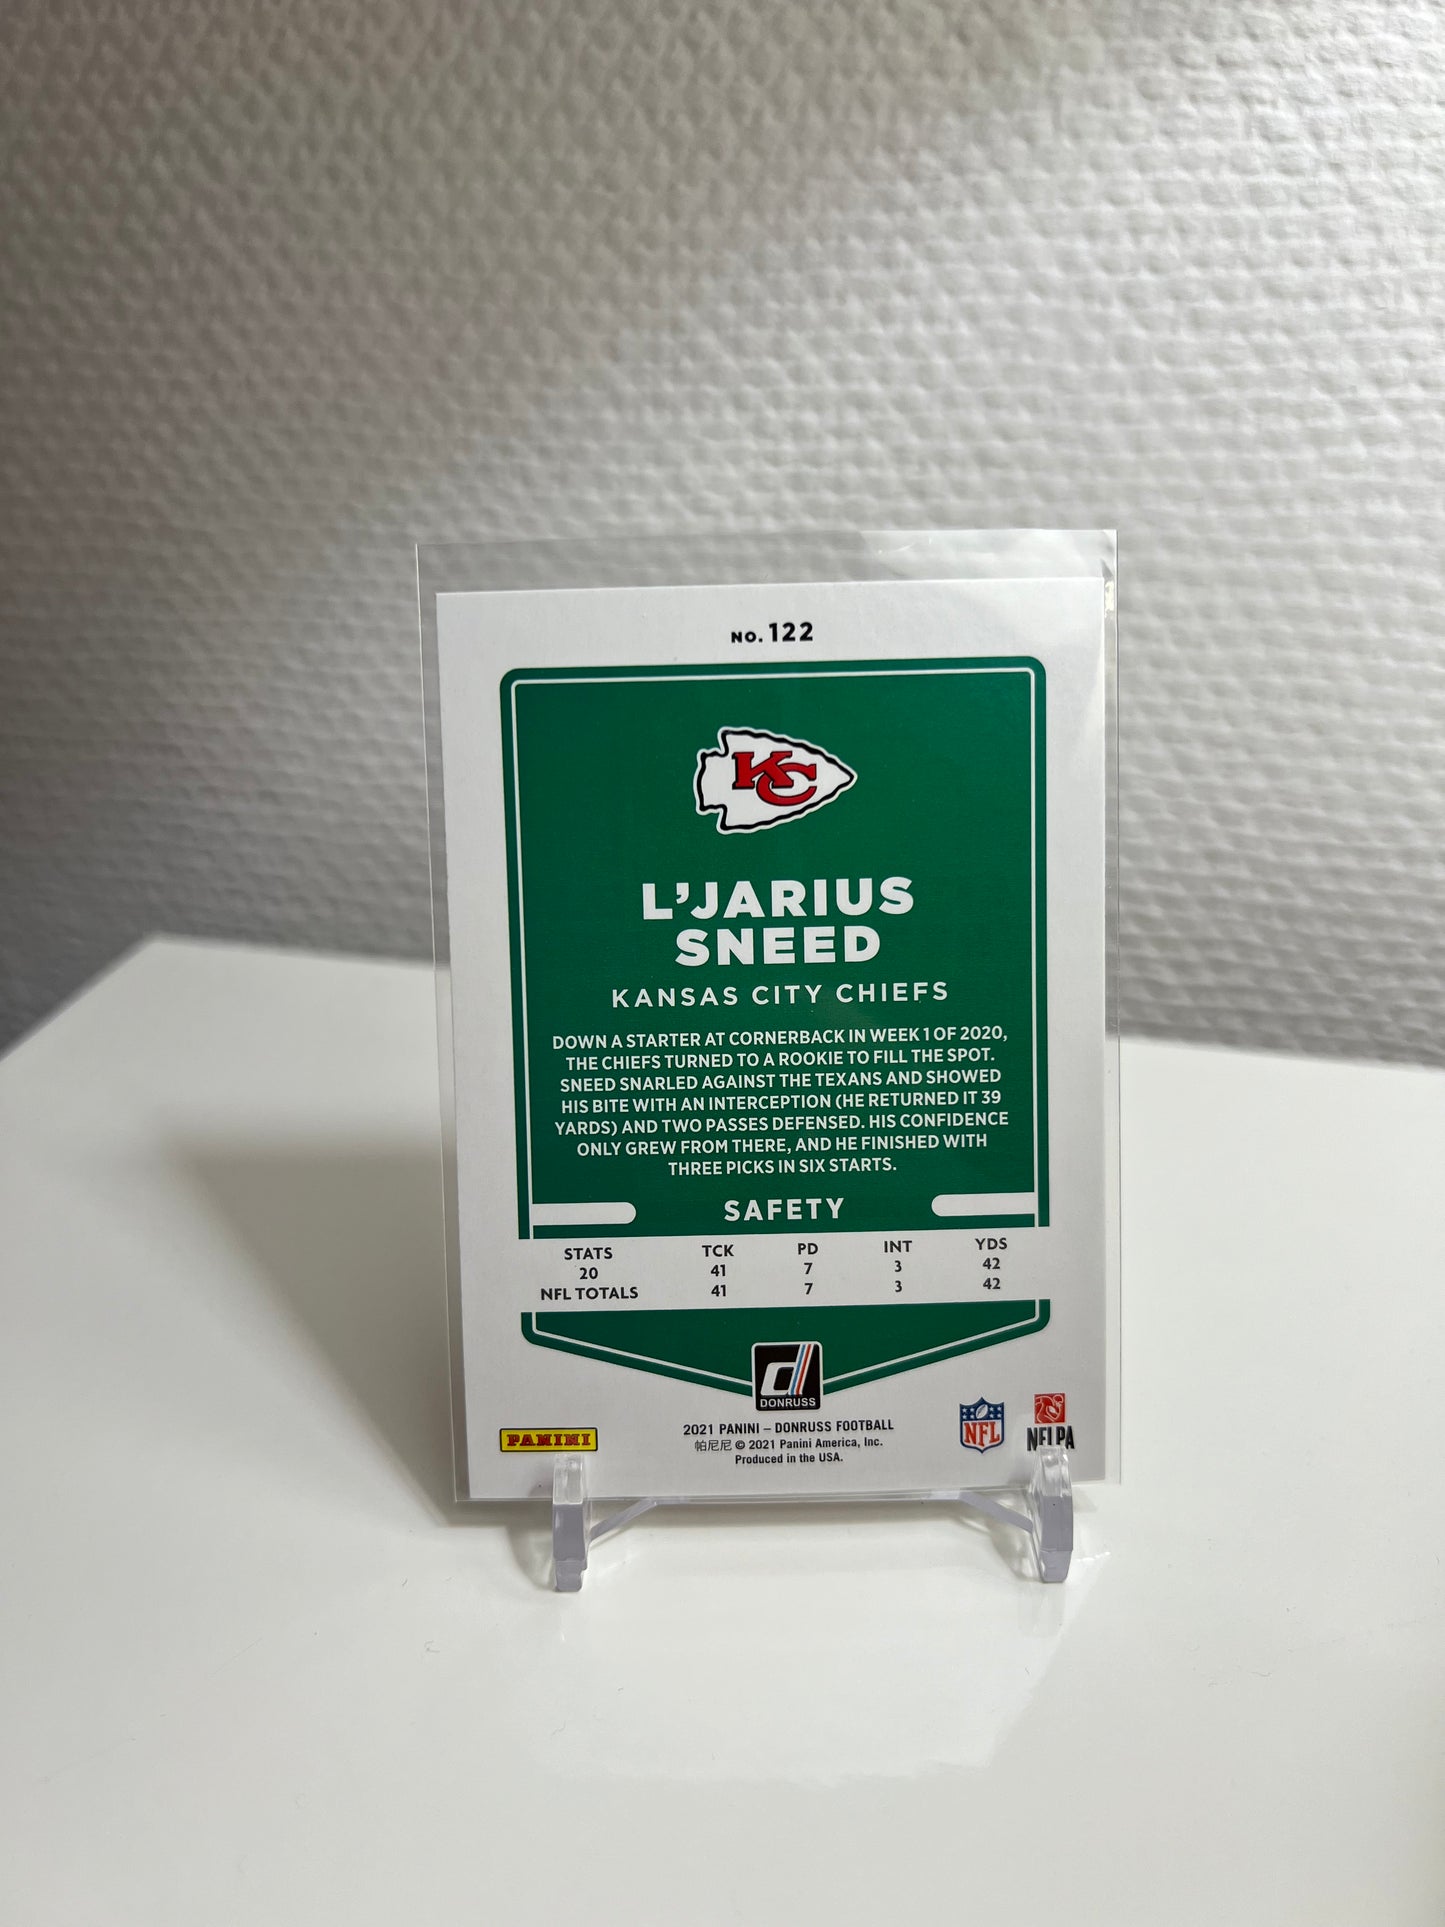 NO. 122
KC
L'JARIUS
SNEED
KANSAS CITY CHIEFS
DOWN A STARTER AT CORNERBACK IN WEEK 1 OF 2020,
THE CHIEFS TURNED TO A ROOKIE TO FILL THE SPOT.
SNEED SNARLED AGAINST THE TEXANS AND SHOWED
HIS BITE WITH AN INTERCEPTION (HE RETURNED IT 39
YARDS) AND TWO PASSES DEFENSED. HIS CONFIDENCE
ONLY GREW FROM THERE, AND HE FINISHED WITH
THREE PICKS IN SIX STARTS.
SAFETY
STATS TCK PD INT YDS
20 41 7 3 42
NFL TOTALS 41 7 3 42
d
DONRUSS
PANINI
2021 PANINI – DONRUSS FOOTBALL
帕尼尼 © 2021 Panini America, Inc.
Produced in the USA.
NFL
NFLPA